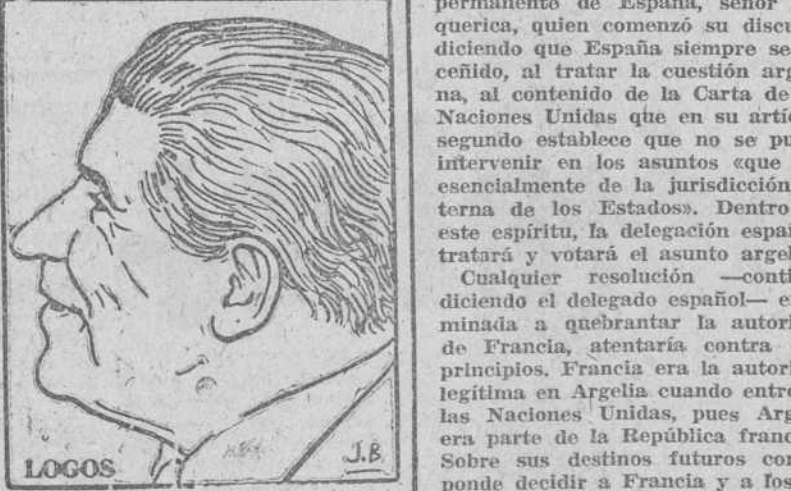 LOGOS
J.B
permanente de España, señor
querica, quien comenzó su discu
diciendo que España siempre se
ceñido, al tratar la cuestión arg
na, al contenido de la Carta de
Naciones Unidas que en su artíc
segundo establece que no se pu
intervenir en los asuntos «que
esencialmente de la jurisdicción
terna de los Estados». Dentro
este espíritu, la delegación españ
tratará y votará el asunto argel
Cualquier resolución —conti
diciendo el delegado español— e
minada a quebrantar la autori
de Francia, atentaría contra
principios. Francia era la autori
legítima en Argelia cuando entr
las Naciones Unidas, pues Arg
era parte de la República franc
Sobre sus destinos futuros cor
ponde decidir a Francia y a los